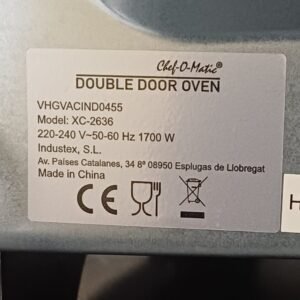 Chef-O-Matic®
DOUBLE DOOR OVEN
VHGVACIND0455
Model: XC-2636
220-240 V~50-60 Hz 1700 W
Industex, S.L.
Av. Països Catalanes, 34 8º 08950 Esplugas de Llobregat
Made in China
CE
H